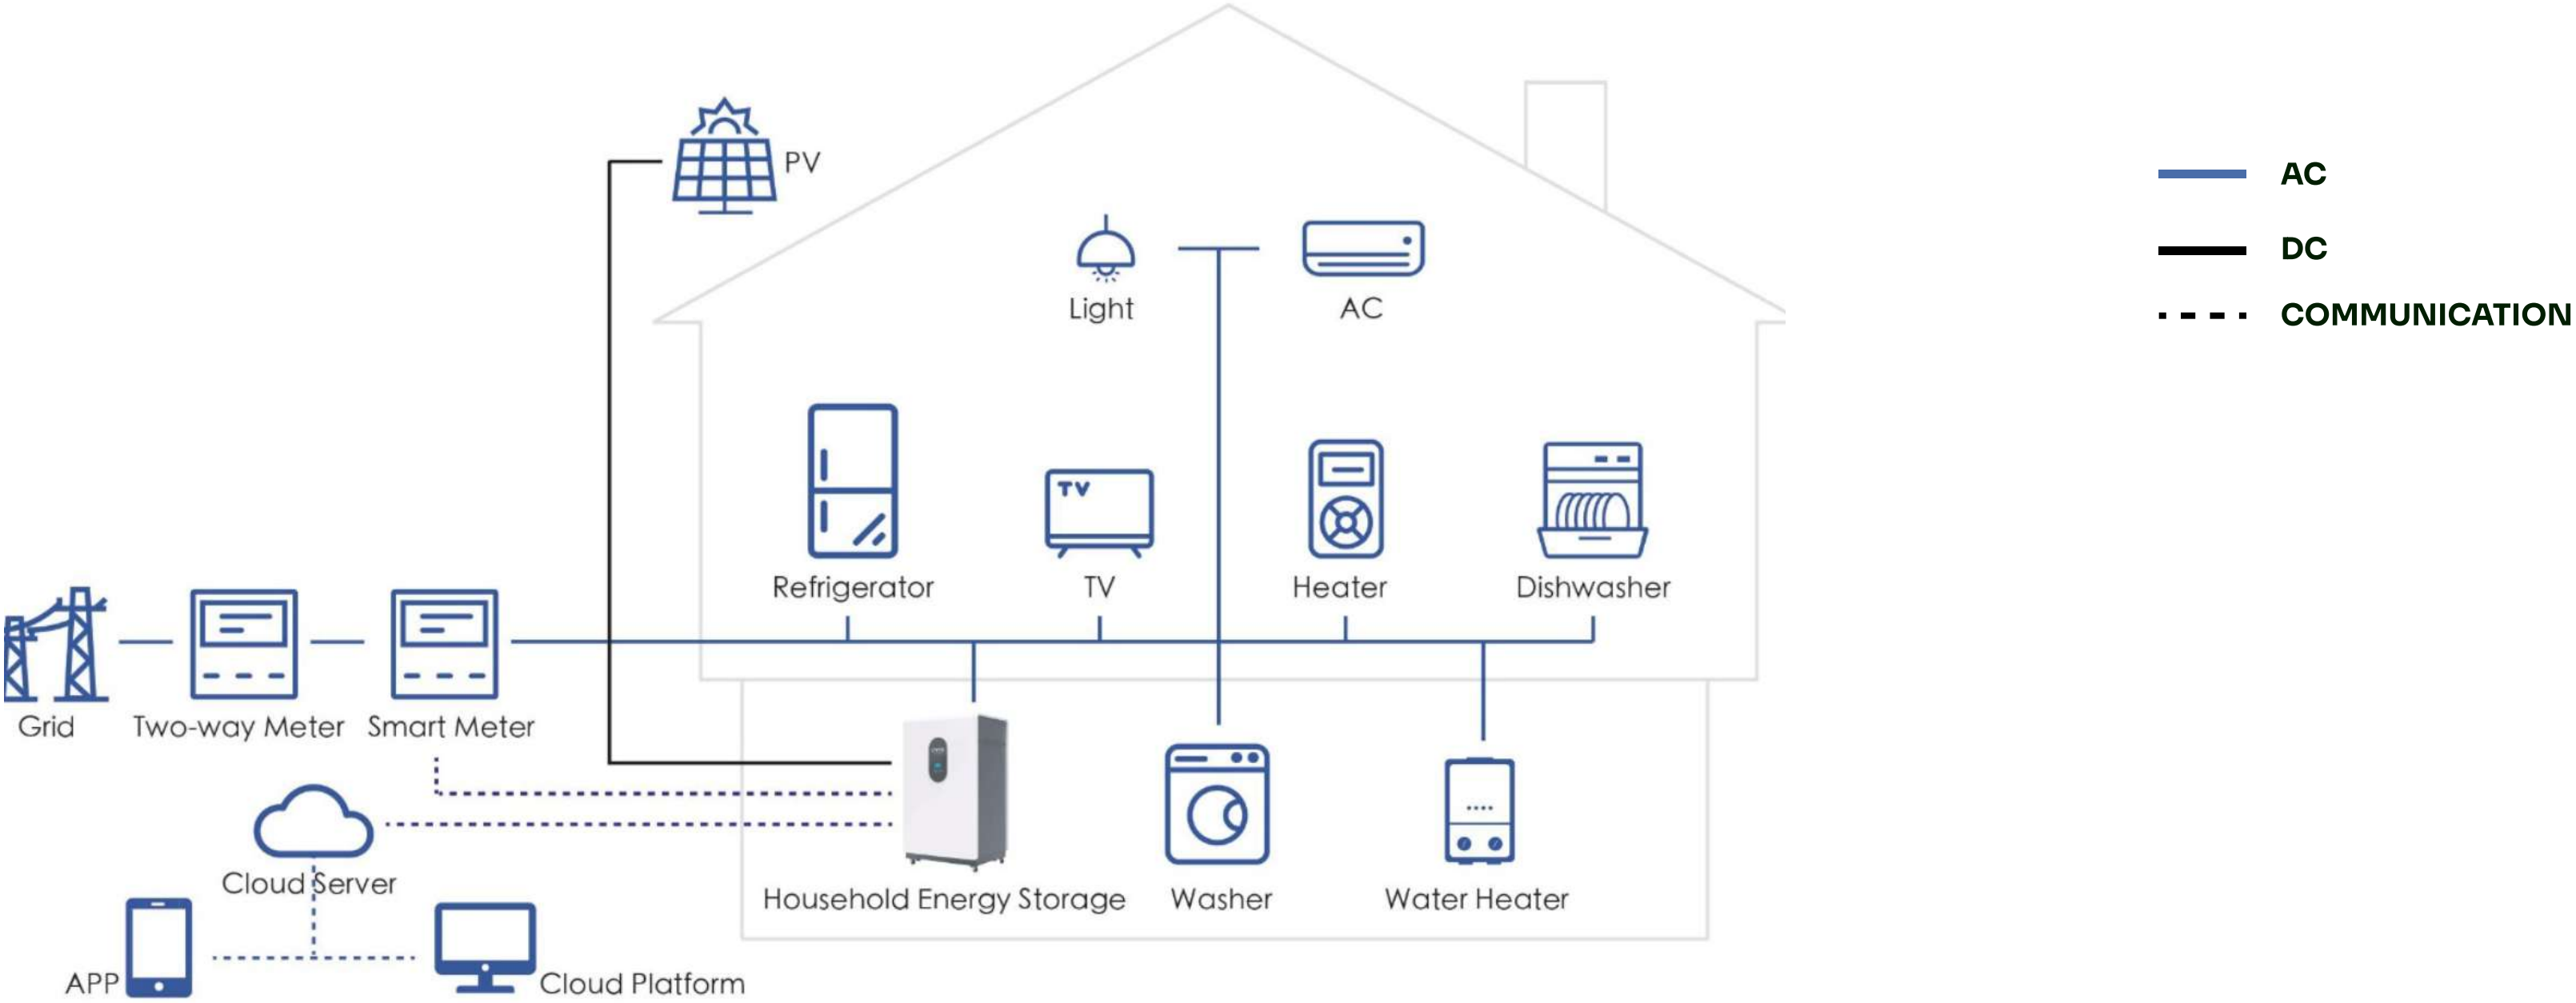 PV
AC
DC
COMMUNICATION
Light
AC
TV
Refrigerator
TV
Heater
Dishwasher
Grid
Two-way Meter
Smart Meter
Cloud Server
Household Energy Storage
Washer
Water Heater
APP
Cloud Platform